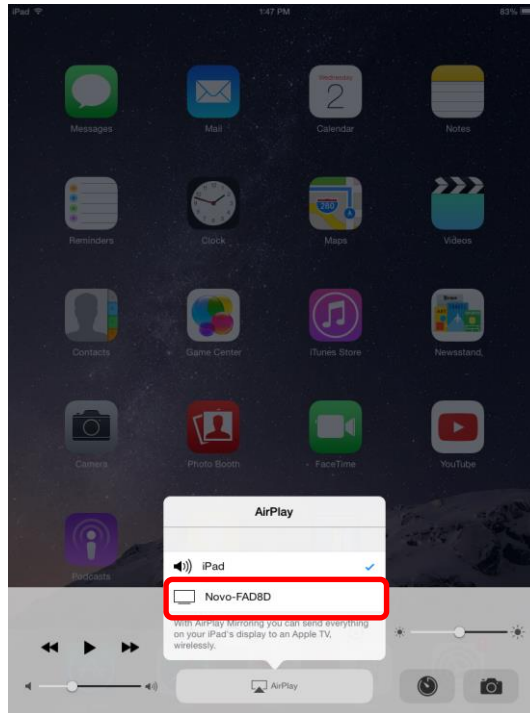 iPad 1:47 PM 83%
Messages Mail Wednesday 2 Calendar Notes
Reminders Clock 280 Maps Videos
Contacts Game Center iTunes Store Newsstand
Camera Photo Booth FaceTime YouTube
Podcasts
AirPlay
iPad
Novo-FAD8D
With AirPlay Mirroring you can send everything
on your iPad's display to an Apple TV,
wirelessly.
AirPlay